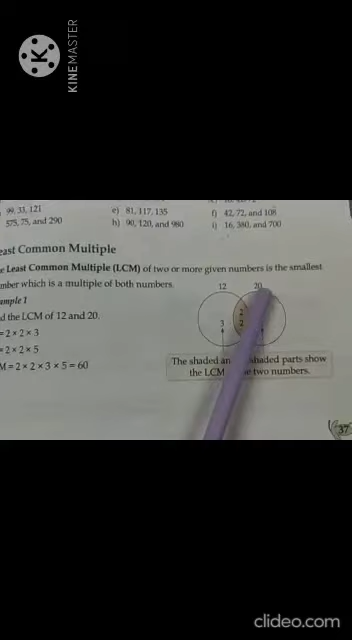 KINEMASTER
99, 33, 121
e) 81, 117, 135
f) 42, 72, and 108
575, 75, and 290
h) 90, 120, and 980
i) 16, 380, and 700
east Common Multiple
e Least Common Multiple (LCM) of two or more given numbers is the smallest
mber which is a multiple of both numbers.
ample 1
12 20
d the LCM of 12 and 20.
= 2 × 2 × 3
3 2
2
= 2 × 2 × 5
The shaded an shaded parts show
M = 2 × 2 × 3 × 5 = 60
the LCM two numbers.
37
clideo.com